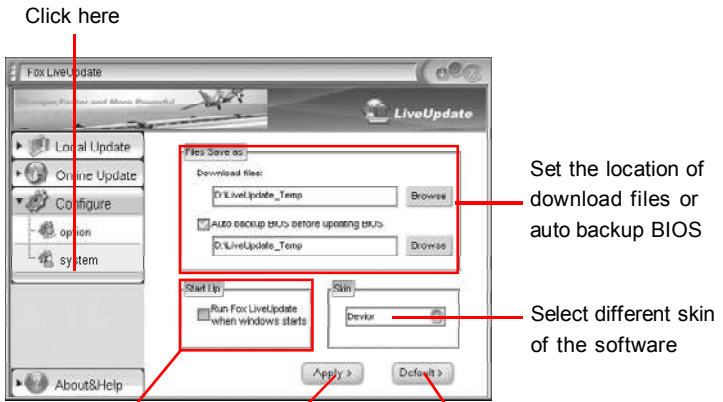 Click here
Fox LiveUpdate
LiveUpdate
Local Update
Online Update
Configure
option
system
About&Help
Files Save as
Download files:
D:\LiveUpdate_Temp
Browse
Auto backup BIOS before updating BIOS
D:\LiveUpdate_Temp
Browse
Start Up
Run Fox LiveUpdate
when windows starts
Skin
Apply >
Default >
Set the location of
download files or
auto backup BIOS
Select different skin
of the software